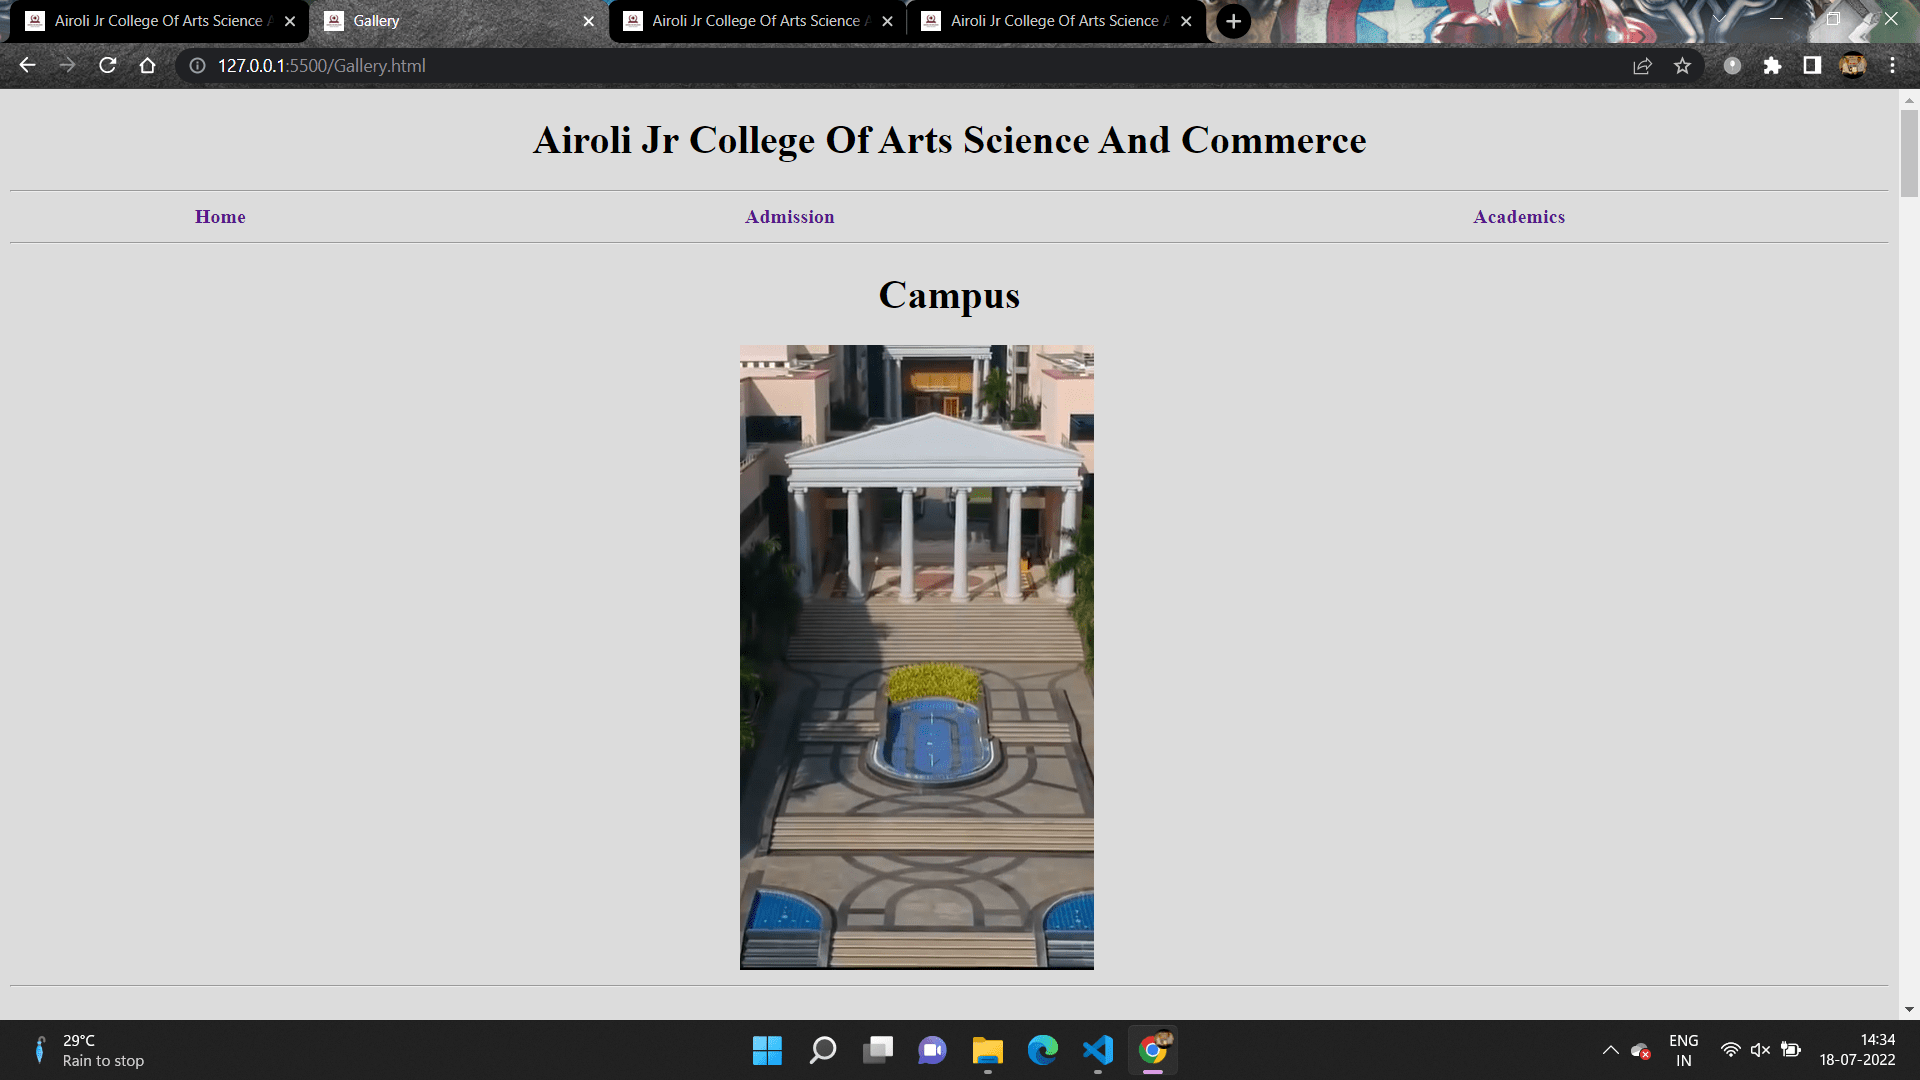 Airoli Jr College Of Arts Science
Gallery
Airoli Jr College Of Arts Science
Airoli Jr College Of Arts Science
127.0.0.1:5500/Gallery.html
Airoli Jr College Of Arts Science And Commerce
Home Admission Academics
Campus
29°C
Rain to stop
ENG
IN
14:34
18-07-2022